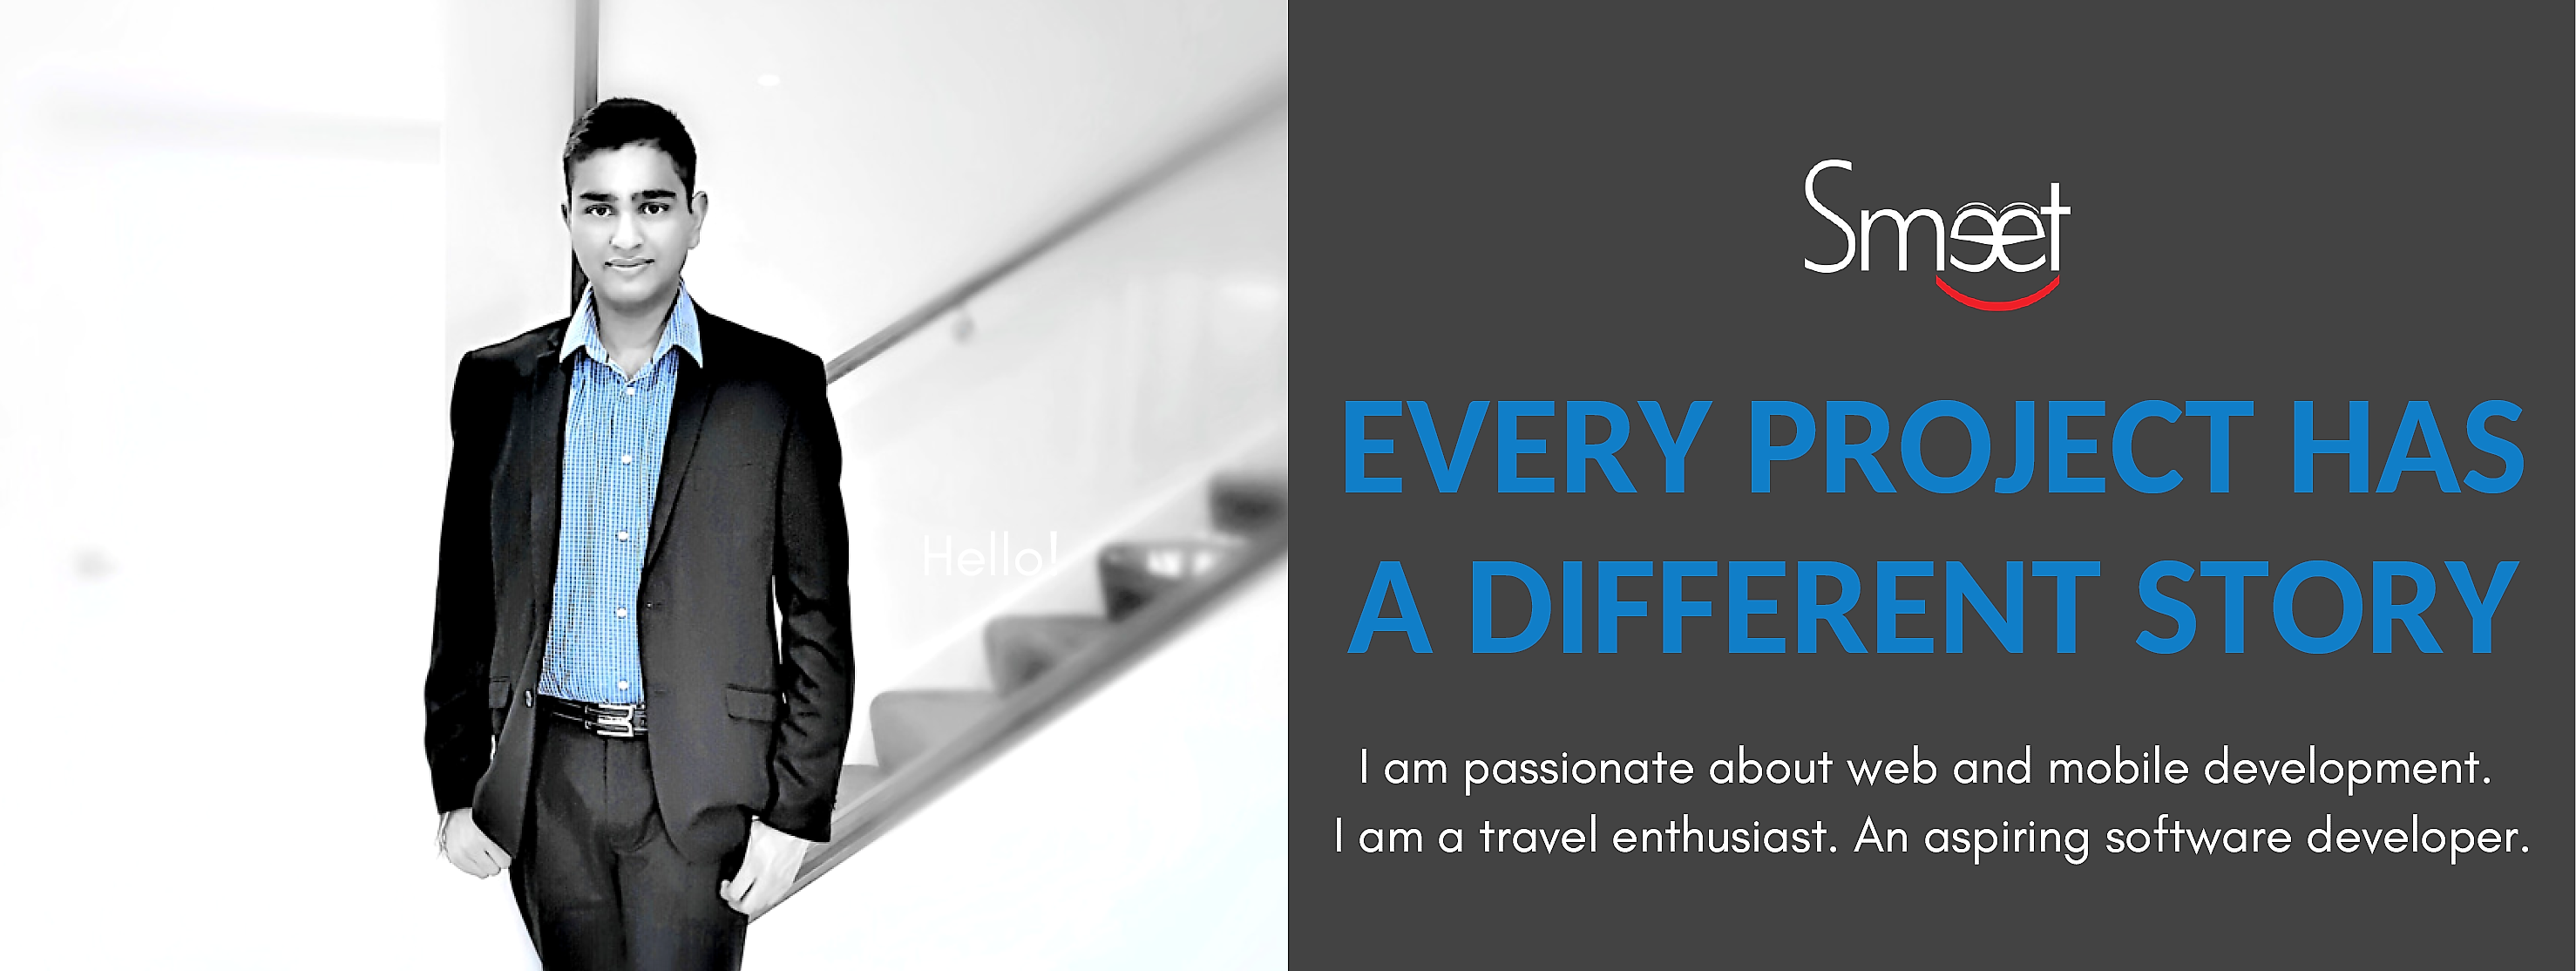 Hello!
Smeet
EVERY PROJECT HAS
A DIFFERENT STORY
I am passionate about web and mobile development.
I am a travel enthusiast. An aspiring software developer.